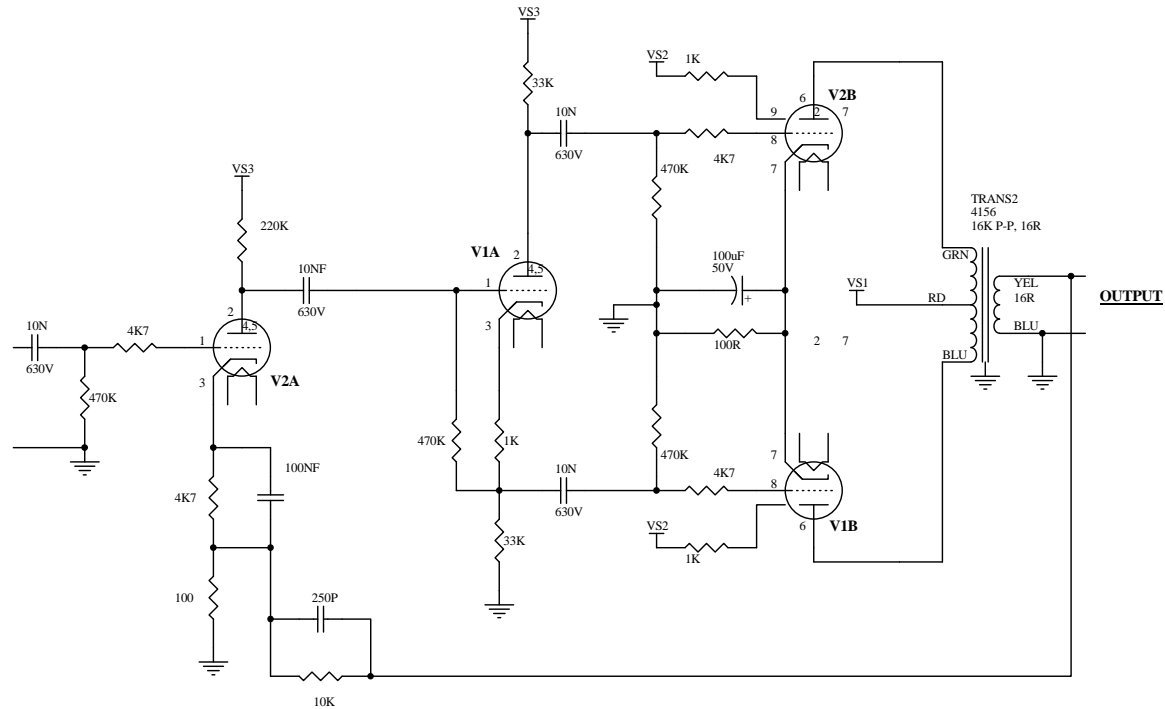 VS3
VS2
1K
33K
6
V2B
9
2
7
10N
630V
8
4K7
7
470K
VS3
TRANS2
4156
16K P-P, 16R
220K
V1A
2
4,5
1
3
10NF
630V
100uF
50V
+
GRN
VS1
RD
YEL
16R
BLU
OUTPUT
2
4,5
1
3
V2A
10N
630V
4K7
470K
100R
2
7
BLU
470K
1K
470K
7
10N
630V
4K7
8
V1B
6
100NF
4K7
VS2
1K
33K
100
250P
10K